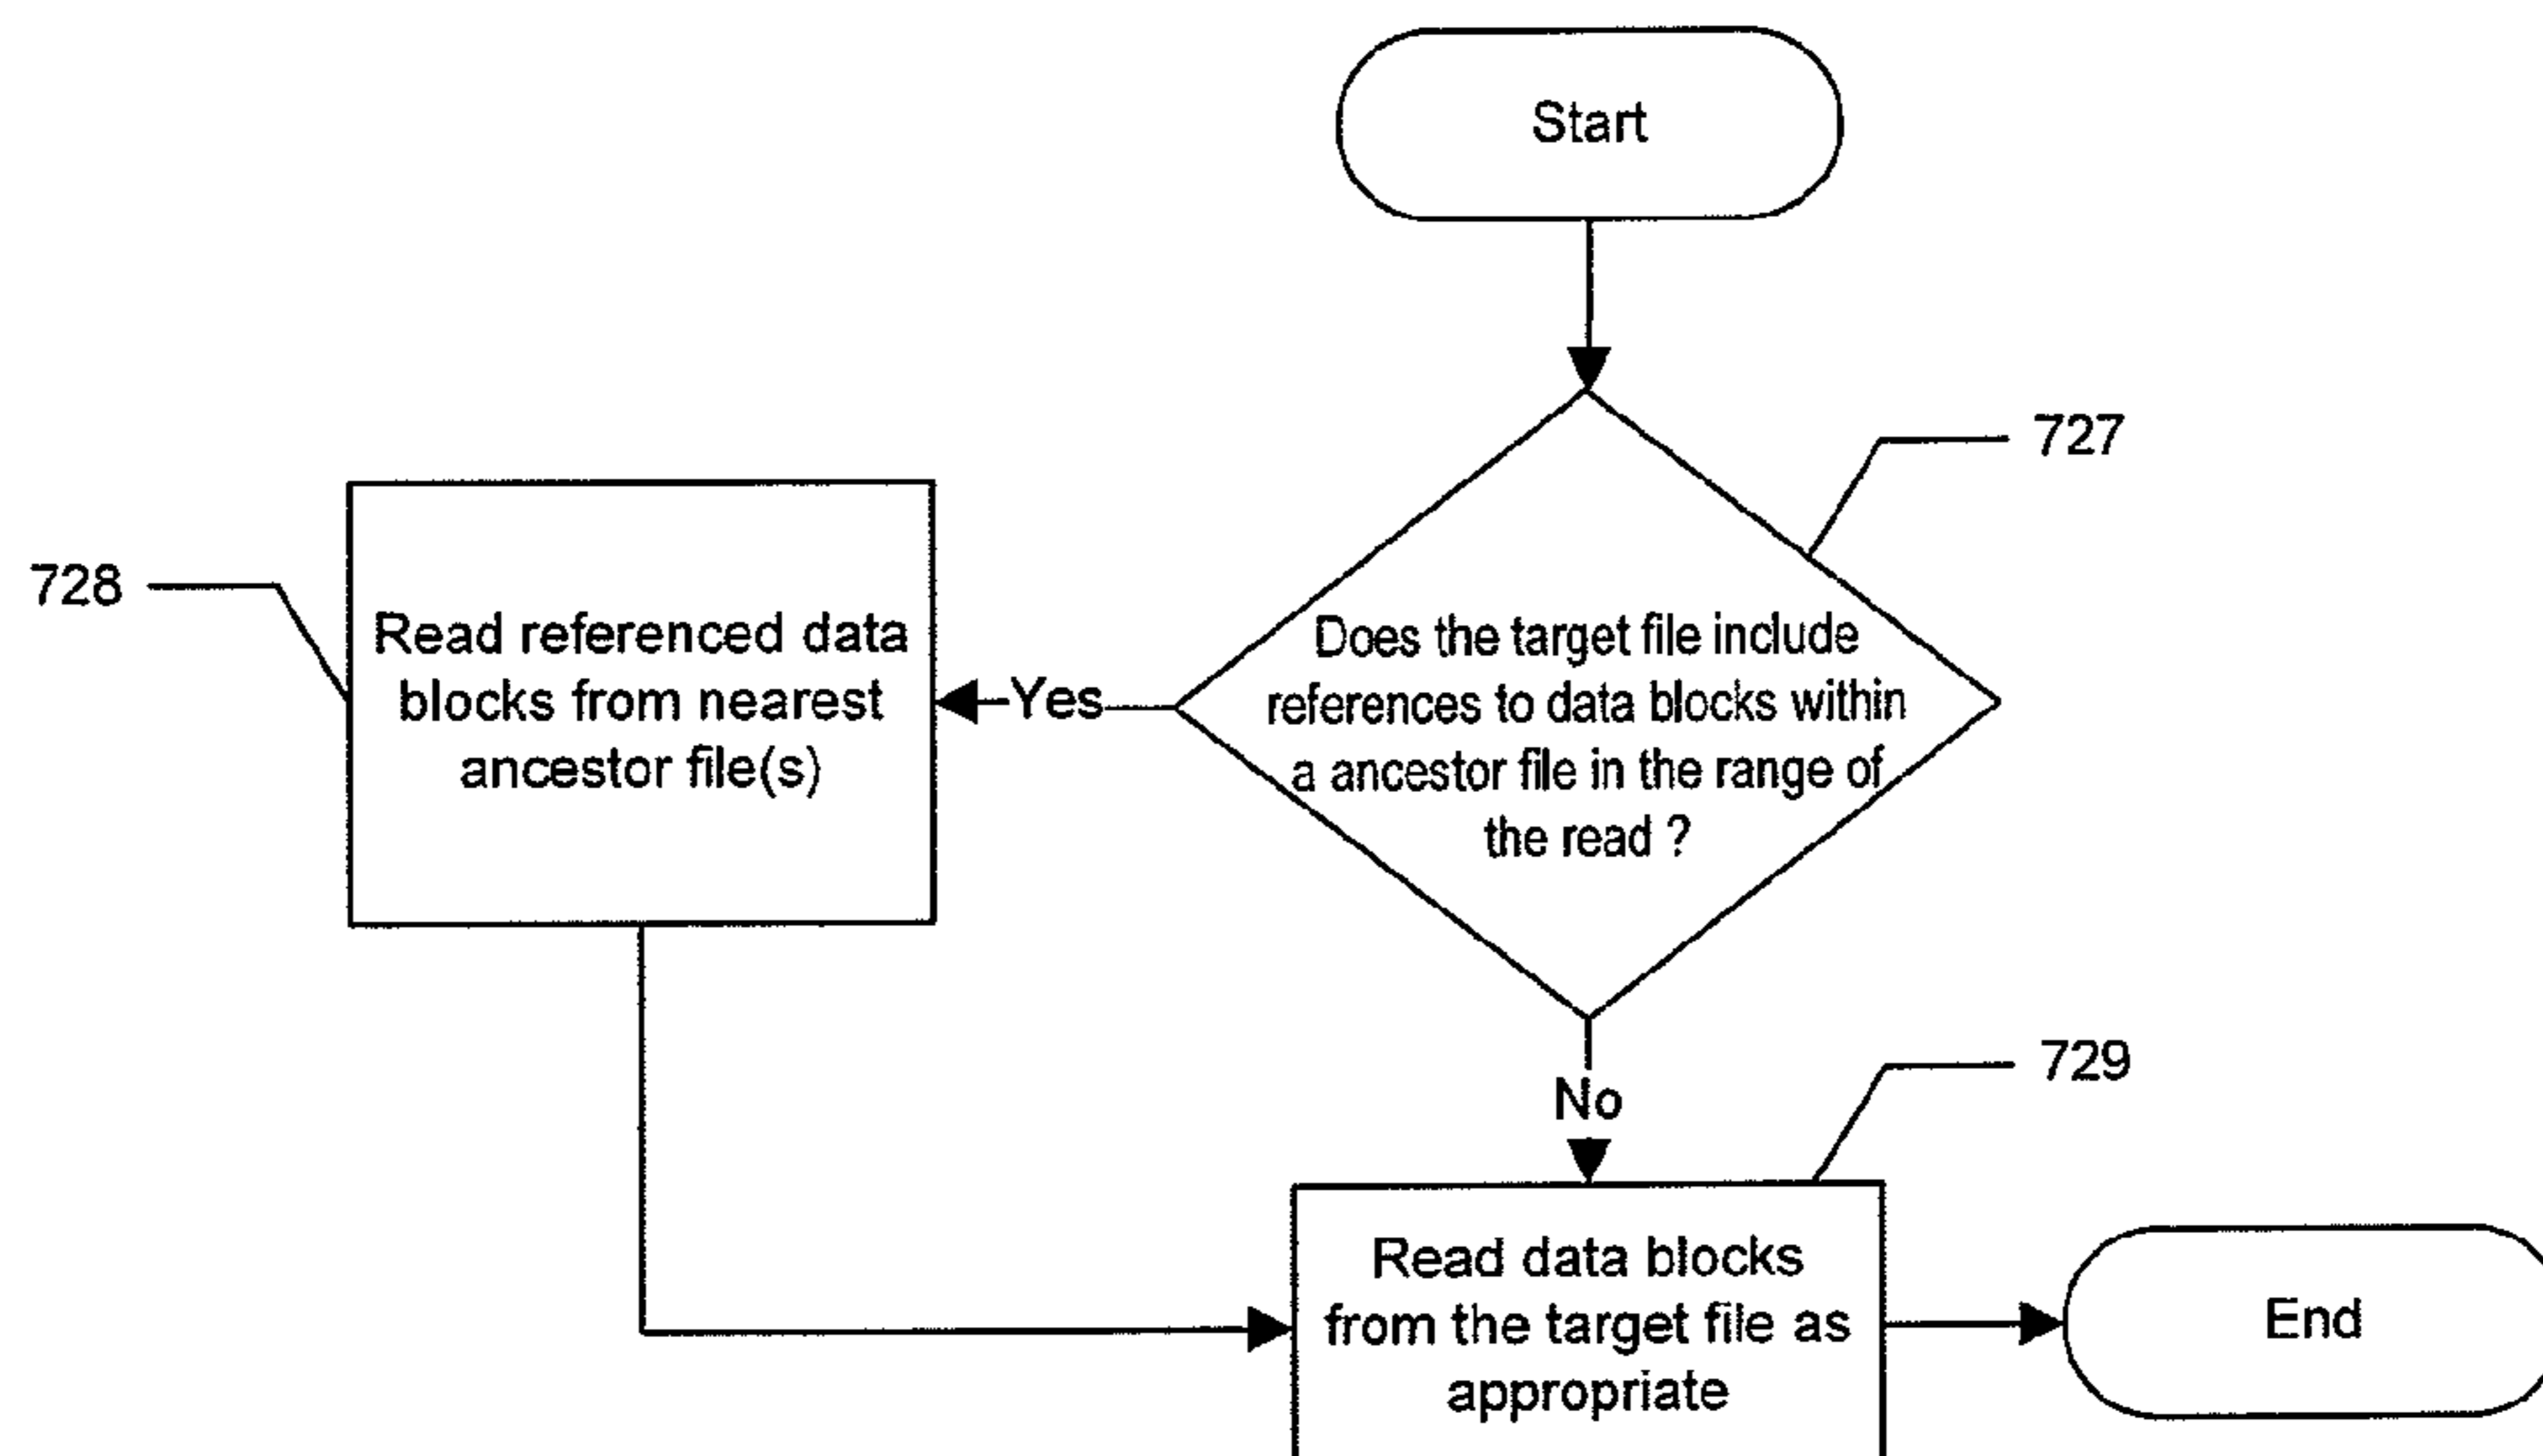 Start
727
728
Read referenced data
blocks from nearest
ancestor file(s)
Yes
Does the target file include
references to data blocks within
a ancestor file in the range of
the read ?
No
729
Read data blocks
from the target file as
appropriate
End